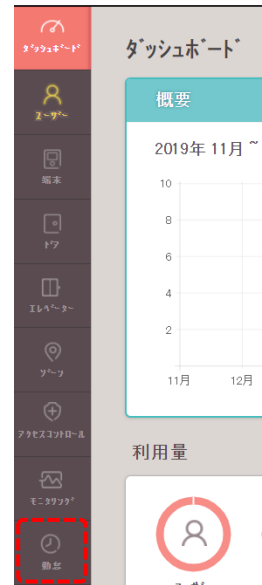 ﾀﾞｯｼｭﾎﾞｰﾄﾞ
ﾕｰｻﾞｰ
端末
ﾄﾞｱ
ｴﾚﾍﾞｰﾀｰ
ｿﾞｰﾝ
ｱｸｾｽｺﾝﾄﾛｰﾙ
ﾓﾆﾀﾘﾝｸﾞ
勤怠
ﾀﾞｯｼｭﾎﾞｰﾄﾞ
概要
2019年 11月 ~
10
8
6
4
2
11月 12月
利用量